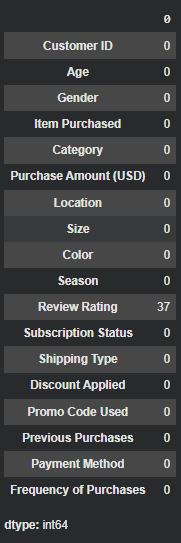 0
Customer ID 0
Age 0
Gender 0
Item Purchased 0
Category 0
Purchase Amount (USD) 0
Location 0
Size 0
Color 0
Season 0
Review Rating 37
Subscription Status 0
Shipping Type 0
Discount Applied 0
Promo Code Used 0
Previous Purchases 0
Payment Method 0
Frequency of Purchases 0
dtype: int64